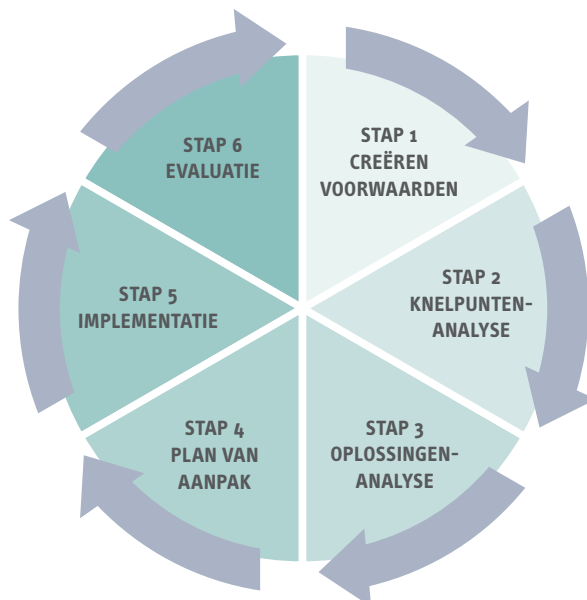 STAP 1
CREËREN
VOORWAARDEN
STAP 2
KNELPUNTEN-
ANALYSE
STAP 3
OPLOSSINGEN-
ANALYSE
STAP 4
PLAN VAN
AANPAK
STAP 5
IMPLEMENTATIE
STAP 6
EVALUATIE